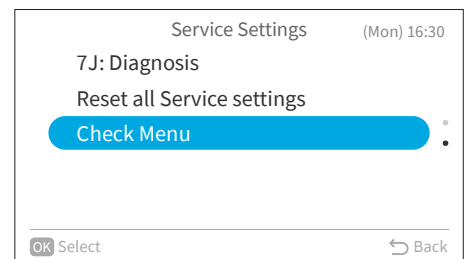 Service Settings (Mon) 16:30
7J: Diagnosis
Reset all Service settings
Check Menu
OK Select Back